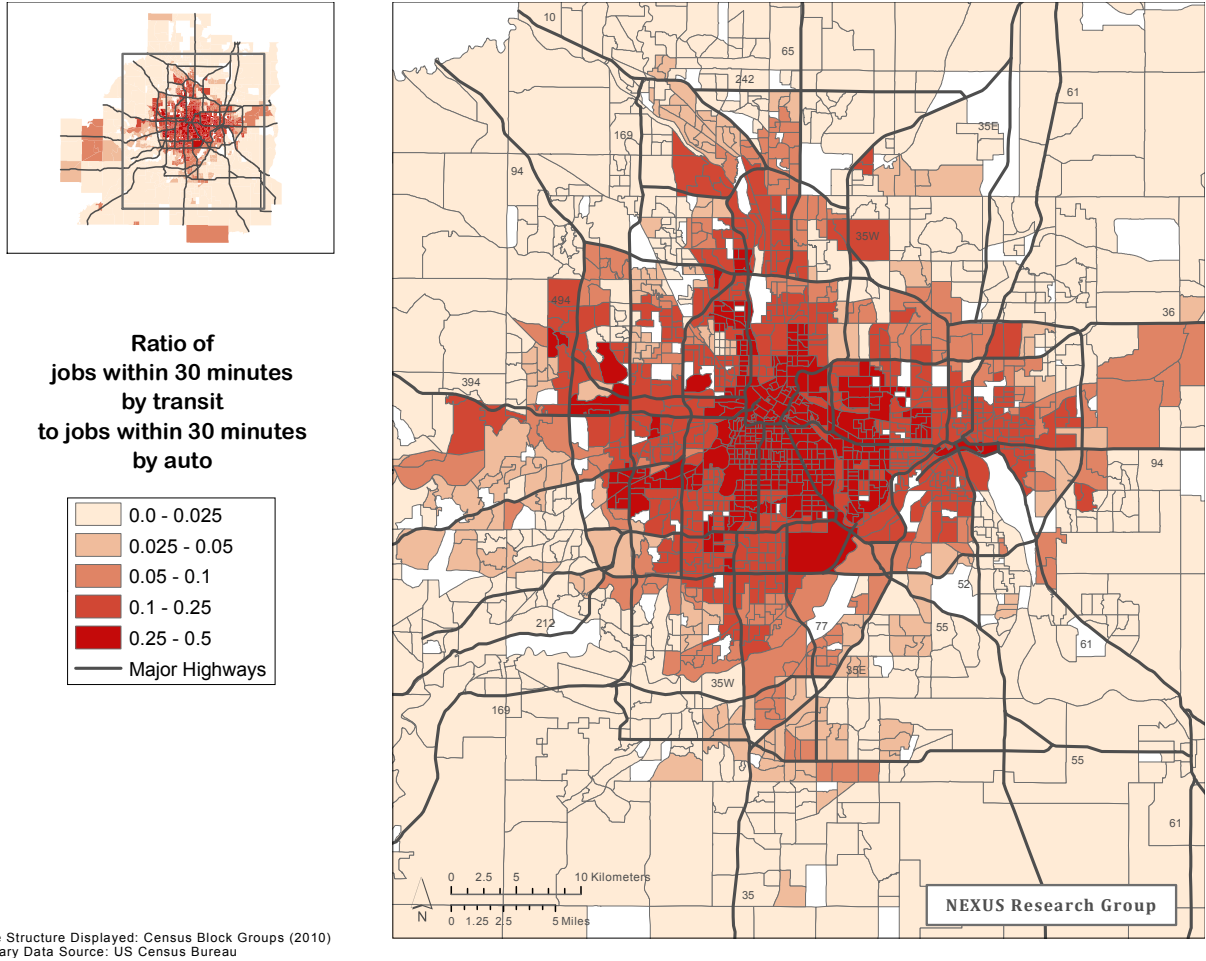 Ratio of
jobs within 30 minutes
by transit
to jobs within 30 minutes
by auto
0.0 - 0.025
0.025 - 0.05
0.05 - 0.1
0.1 - 0.25
0.25 - 0.5
Major Highways
10
65
242
61
35E
169
94
35W
494
36
394
94
52
212
77
55
61
35E
35W
169
55
61
35
0 2.5 5 10 Kilometers
0 1.25 2.5 5 Miles
N
NEXUS Research Group
e Structure Displayed: Census Block Groups (2010)
ary Data Source: US Census Bureau